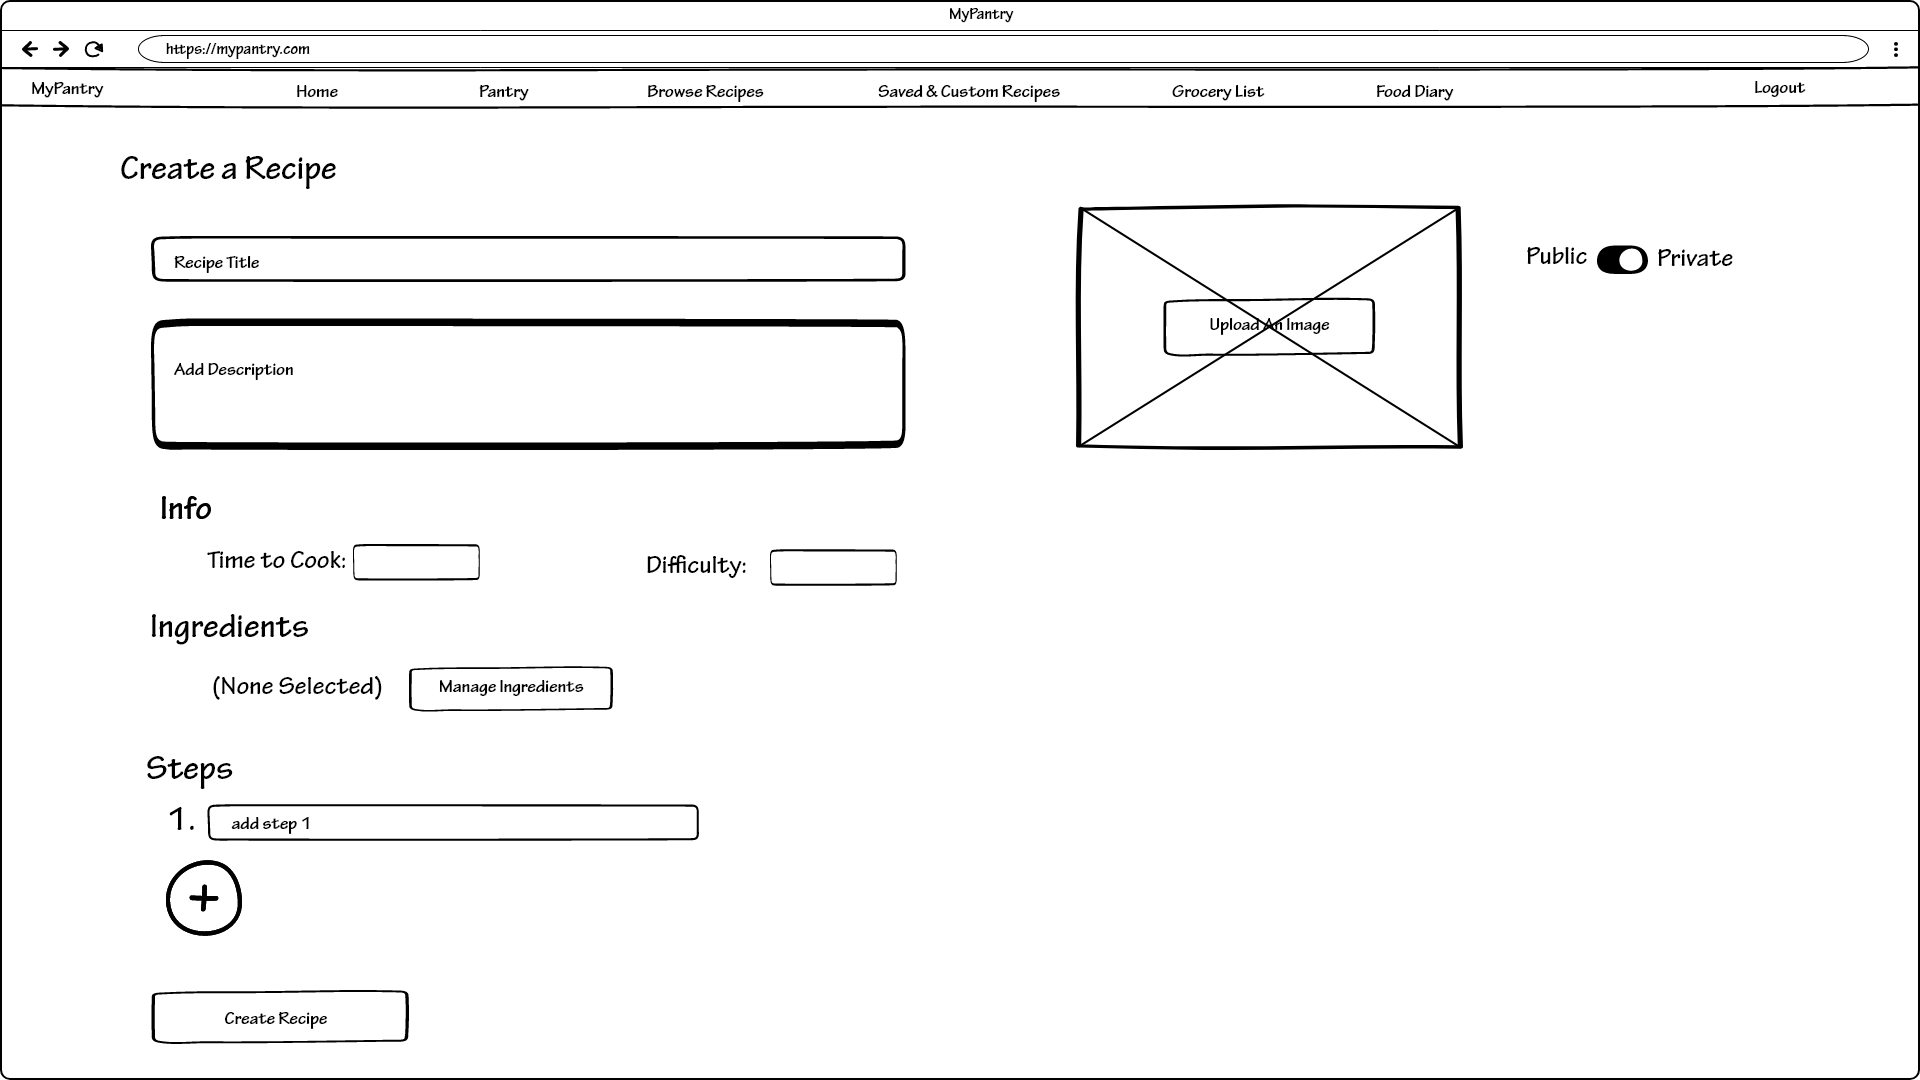 MyPantry
https://mypantry.com
MyPantry Home Pantry Browse Recipes Saved & Custom Recipes Grocery List Food Diary Logout
Create a Recipe
Recipe Title
Public Private
Upload An Image
Add Description
Info
Time to Cook: Difficulty:
Ingredients
(None Selected) Manage Ingredients
Steps
1. add step 1
+
Create Recipe